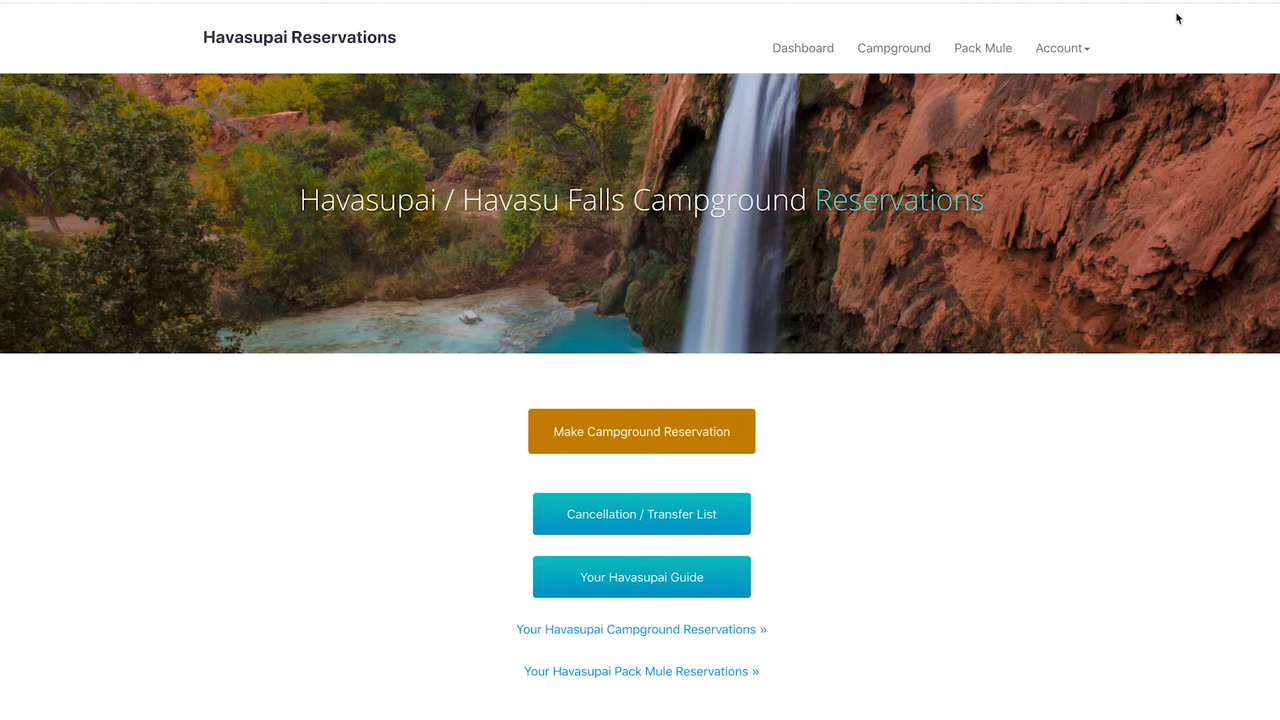 Havasupai Reservations
Dashboard Campground Pack Mule Account
Havasupai / Havasu Falls Campground Reservations
Make Campground Reservation
Cancellation / Transfer List
Your Havasupai Guide
Your Havasupai Campground Reservations »
Your Havasupai Pack Mule Reservations »